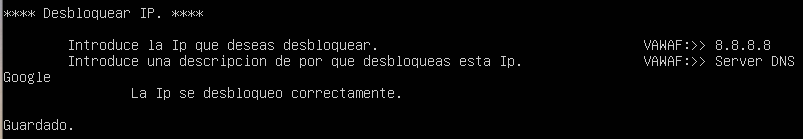 **** Desbloquear IP. ****
Introduce la Ip que deseas desbloquear. VAWAF:>> 8.8.8.8
Introduce una descripcion de por que desbloqueas esta Ip. VAWAF:>> Server DNS
Google
La Ip se desbloqueo correctamente.
Guardado.